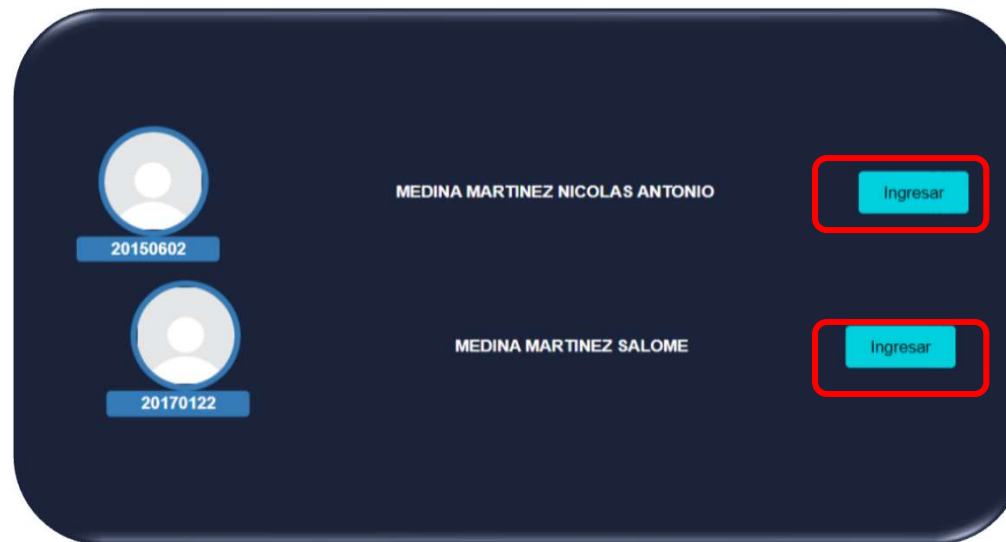 MEDINA MARTINEZ NICOLAS ANTONIO
Ingresar
20150602
MEDINA MARTINEZ SALOME
Ingresar
20170122